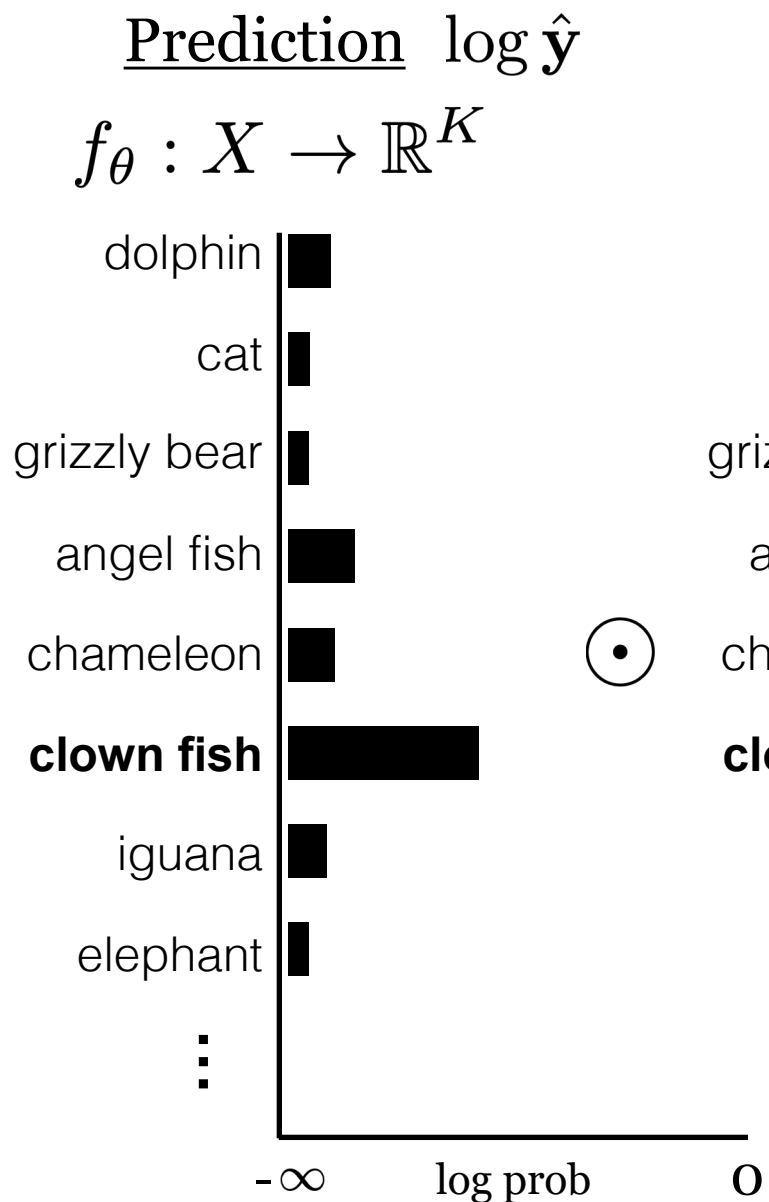 Prediction log ŷ
f_θ : X → ℝ^K
dolphin
cat
grizzly bear
angel fish
chameleon
clown fish
iguana
elephant
⋮
-∞ log prob 0